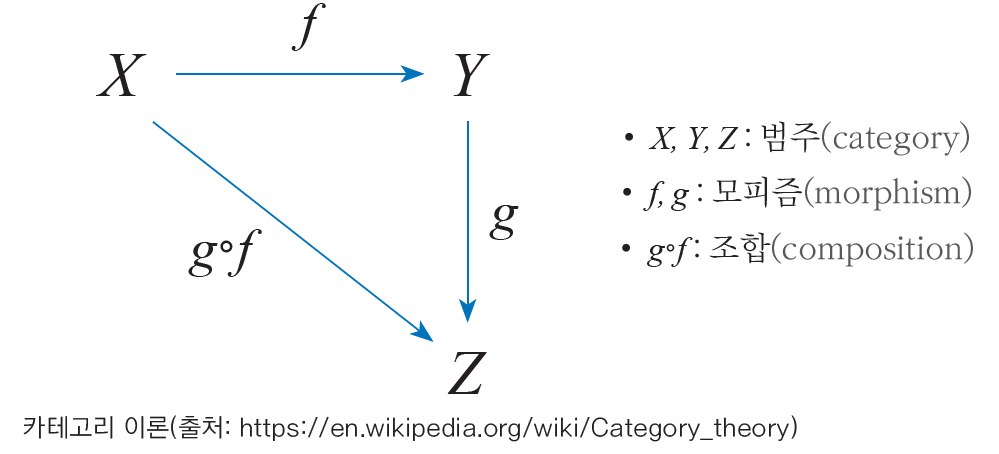 f
X
Y
g
g∘f
Z
• X, Y, Z : 범주(category)
• f, g : 모피즘(morphism)
• g∘f : 조합(composition)
카테고리 이론(출처: https://en.wikipedia.org/wiki/Category_theory)